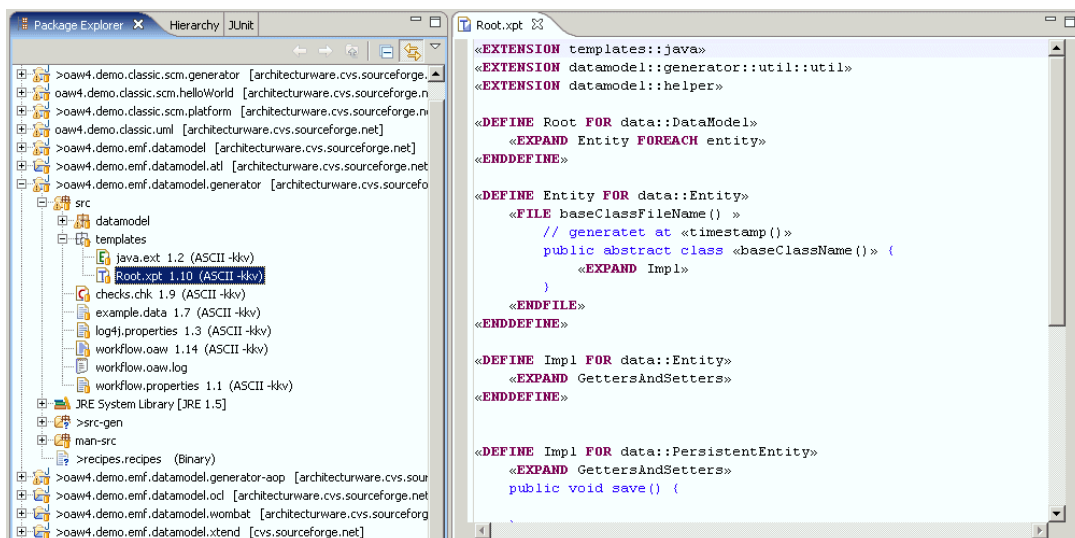 Package Explorer
Hierarchy
JUnit
>oaw4.demo.classic.scm.generator [architecturware.cvs.sourceforge.
oaw4.demo.classic.scm.helloWorld [architecturware.cvs.sourceforge.n
>oaw4.demo.classic.scm.platform [architecturware.cvs.sourceforge.n
oaw4.demo.classic.uml [architecturware.cvs.sourceforge.net]
>oaw4.demo.emf.datamodel [architecturware.cvs.sourceforge.net]
>oaw4.demo.emf.datamodel.atl [architecturware.cvs.sourceforge.net
>oaw4.demo.emf.datamodel.generator [architecturware.cvs.sourcefo
src
datamodel
templates
java.ext 1.2 (ASCII -kkv)
Root.xpt 1.10 (ASCII -kkv)
checks.chk 1.9 (ASCII -kkv)
example.data 1.7 (ASCII -kkv)
log4j.properties 1.3 (ASCII -kkv)
workflow.oaw 1.14 (ASCII -kkv)
workflow.oaw.log
workflow.properties 1.1 (ASCII -kkv)
JRE System Library [JRE 1.5]
>src-gen
man-src
>recipes.recipes (Binary)
>oaw4.demo.emf.datamodel.generator-aop [architecturware.cvs.sour
>oaw4.demo.emf.datamodel.ocl [architecturware.cvs.sourceforge.net
>oaw4.demo.emf.datamodel.wombat [architecturware.cvs.sourceforg
>oaw4.demo.emf.datamodel.xtend [cvs.sourceforge.net]
Root.xpt
«EXTENSION templates::java»
«EXTENSION datamodel::generator::util::util»
«EXTENSION datamodel::helper»
«DEFINE Root FOR data::DataModel»
«EXPAND Entity FOREACH entity»
«ENDDEFINE»
«DEFINE Entity FOR data::Entity»
«FILE baseClassFileName() »
// generatet at «timestamp()»
public abstract class «baseClassName()» {
«EXPAND Impl»
}
«ENDFILE»
«ENDDEFINE»
«DEFINE Impl FOR data::Entity»
«EXPAND GettersAndSetters»
«ENDDEFINE»
«DEFINE Impl FOR data::PersistentEntity»
«EXPAND GettersAndSetters»
public void save() {